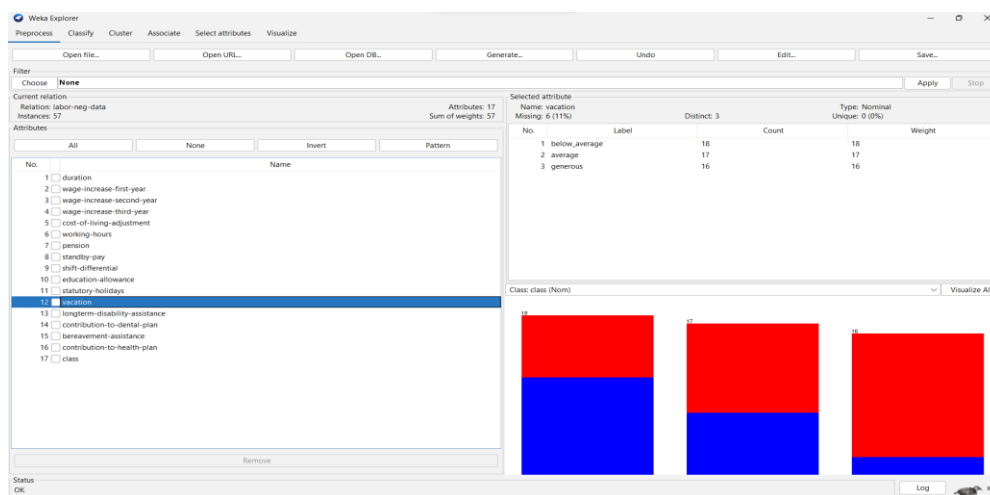 Weka Explorer
Preprocess Classify Cluster Associate Select attributes Visualize
Open file... Open URL... Open DB... Generate... Undo Edit... Save...
Filter
Choose None Apply Stop
Current relation
Relation: labor-neg-data Attributes: 17
Instances: 57 Sum of weights: 57
Attributes
All None Invert Pattern
No. Name
1 duration
2 wage-increase-first-year
3 wage-increase-second-year
4 wage-increase-third-year
5 cost-of-living-adjustment
6 working-hours
7 pension
8 standby-pay
9 shift-differential
10 education-allowance
11 statutory-holidays
12 vacation
13 longterm-disability-assistance
14 contribution-to-dental-plan
15 bereavement-assistance
16 contribution-to-health-plan
17 class
Remove
Selected attribute
Name: vacation Type: Nominal
Missing: 6 (11%) Distinct: 3 Unique: 0 (0%)
No. Label Count Weight
1 below_average 18 18
2 average 17 17
3 generous 16 16
Class: class (Nom) Visualize Al
18 17 16
Status
OK Log